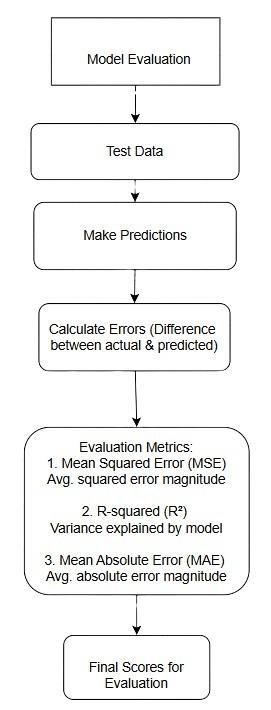 Model Evaluation
Test Data
Make Predictions
Calculate Errors (Difference
between actual & predicted)
Evaluation Metrics:
1. Mean Squared Error (MSE)
Avg. squared error magnitude
2. R-squared (R²)
Variance explained by model
3. Mean Absolute Error (MAE)
Avg. absolute error magnitude
Final Scores for
Evaluation